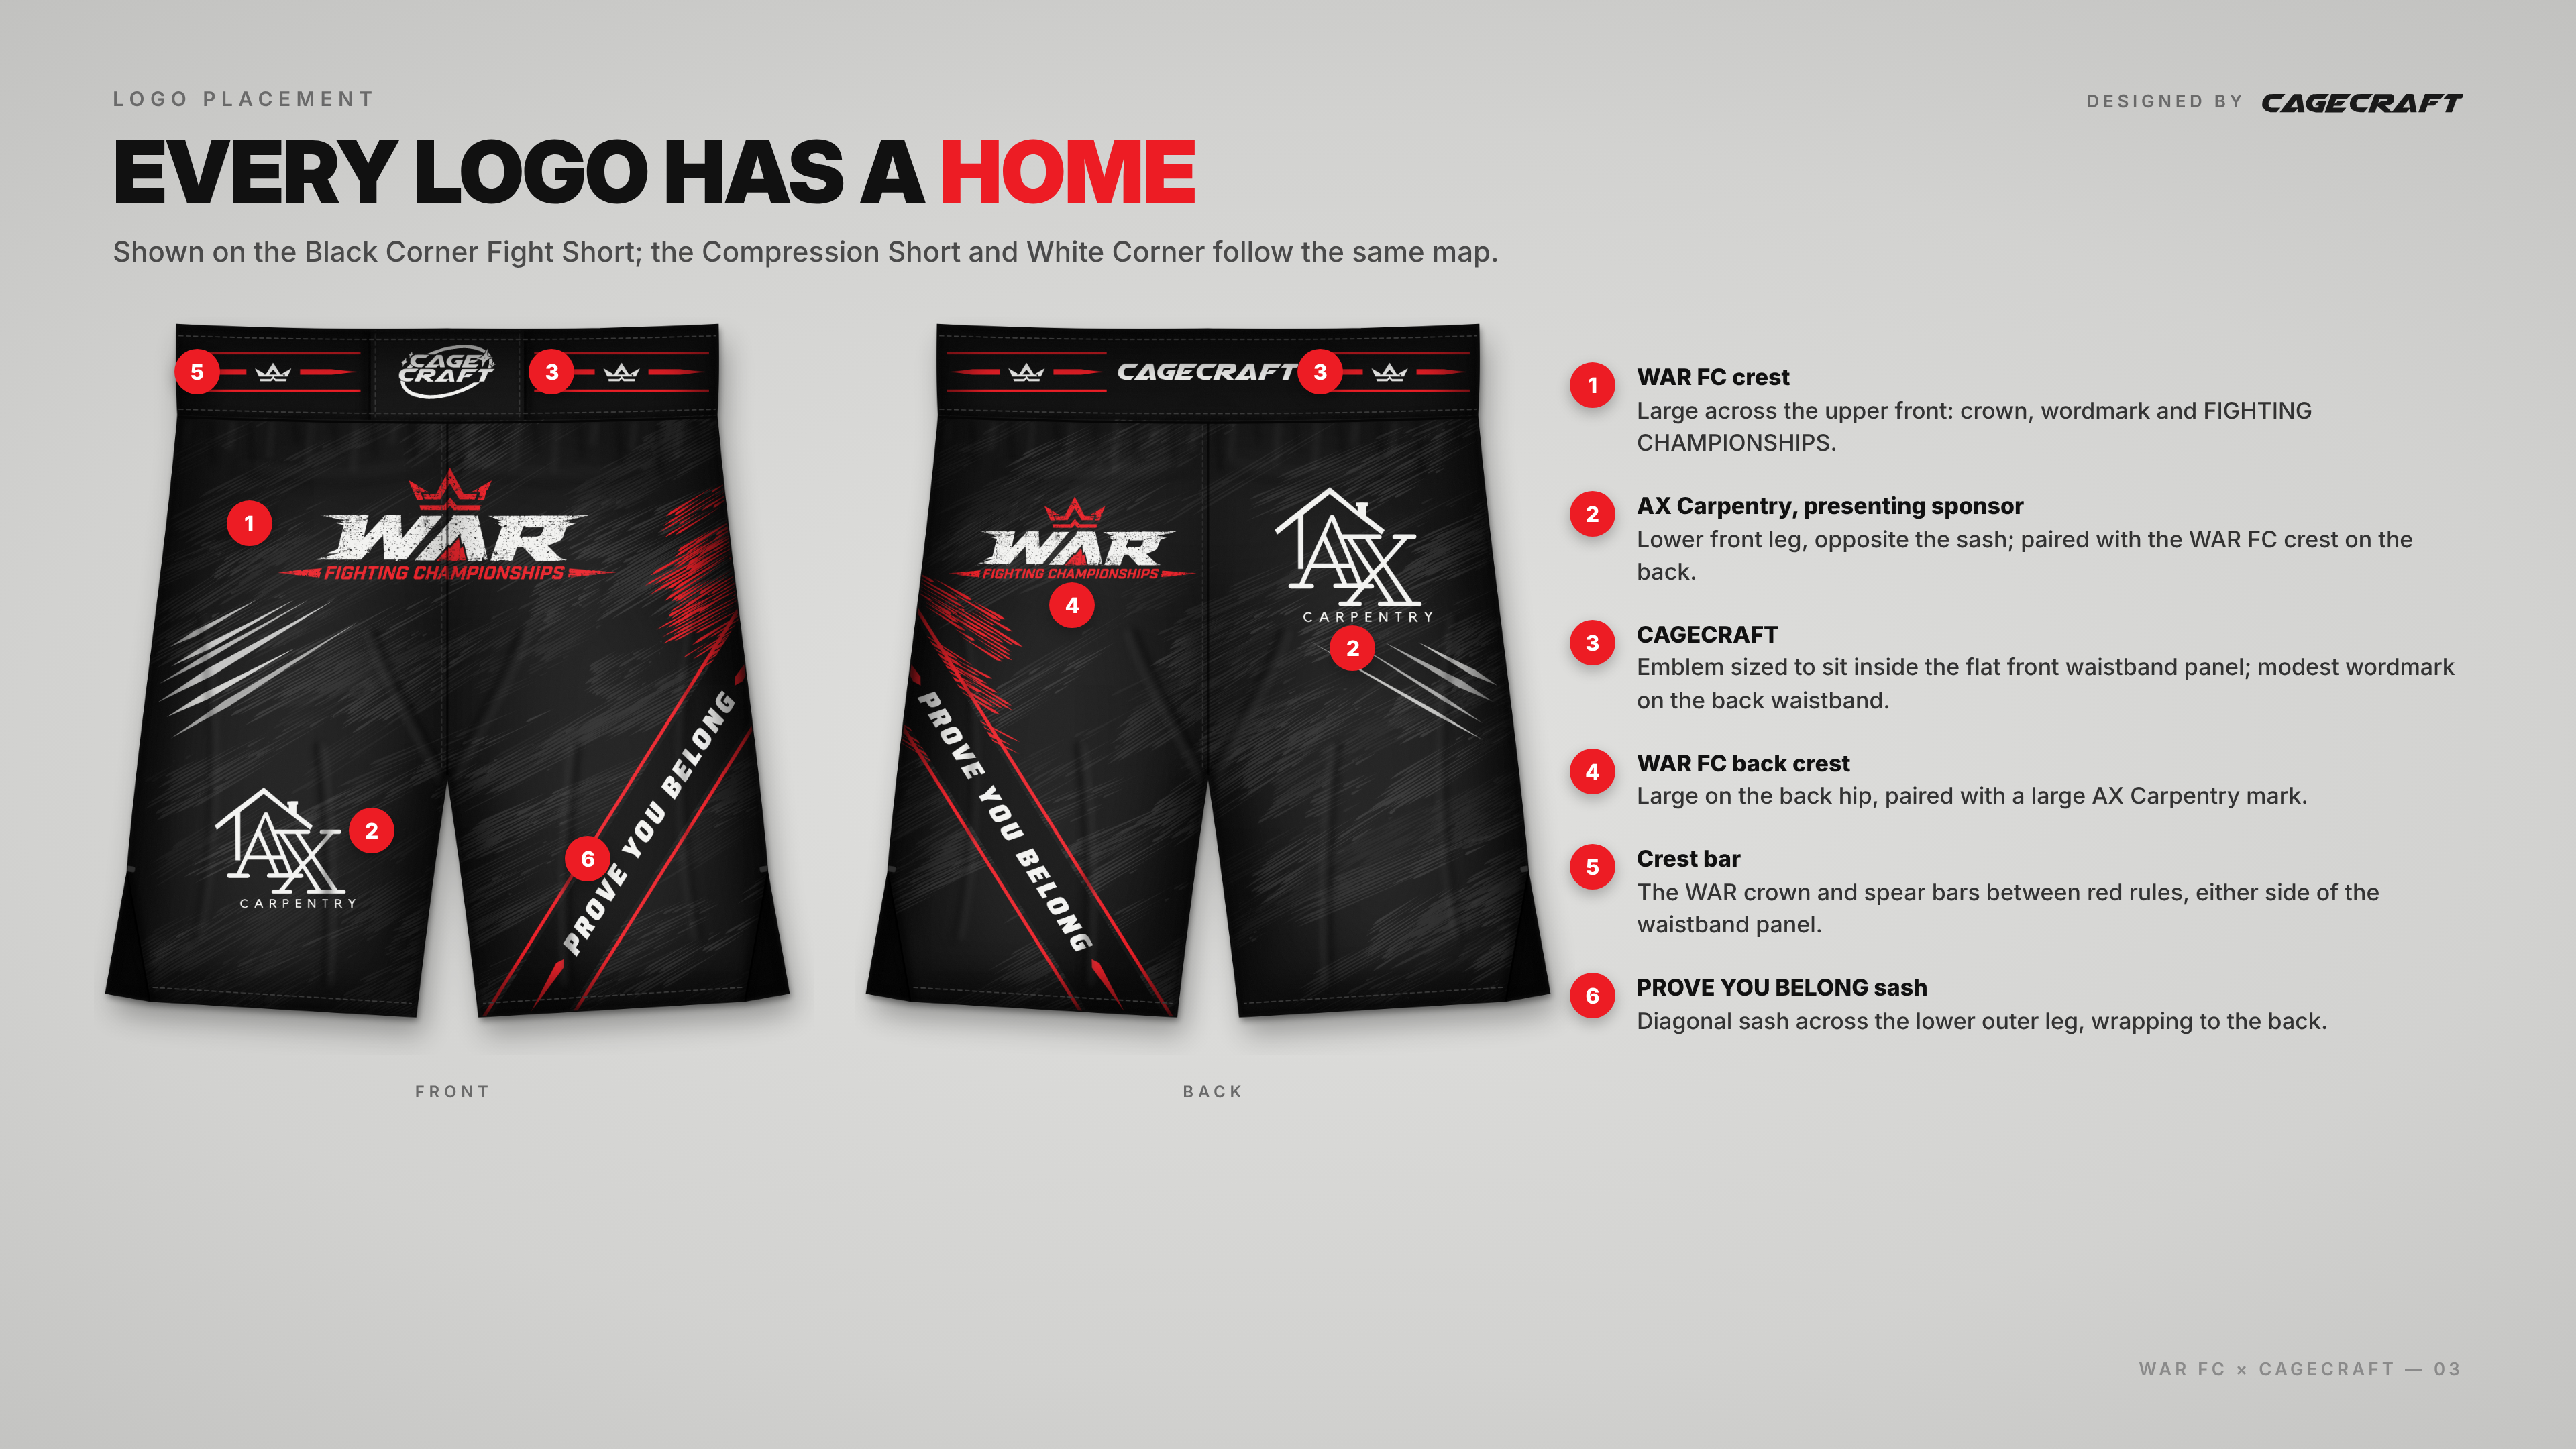 LOGO PLACEMENT
DESIGNED BY CAGECRAFT
EVERY LOGO HAS A HOME
Shown on the Black Corner Fight Short; the Compression Short and White Corner follow the same map.
5
CAGE
CRAFT
3
1
WAR
FIGHTING CHAMPIONSHIPS
2
AX
CARPENTRY
6
PROVE YOU BELONG
FRONT
CAGECRAFT
3
WAR
FIGHTING CHAMPIONSHIPS
4
AX
CARPENTRY
2
PROVE YOU BELONG
BACK
1
WAR FC crest
Large across the upper front: crown, wordmark and FIGHTING
CHAMPIONSHIPS.
2
AX Carpentry, presenting sponsor
Lower front leg, opposite the sash; paired with the WAR FC crest on the
back.
3
CAGECRAFT
Emblem sized to sit inside the flat front waistband panel; modest wordmark
on the back waistband.
4
WAR FC back crest
Large on the back hip, paired with a large AX Carpentry mark.
5
Crest bar
The WAR crown and spear bars between red rules, either side of the
waistband panel.
6
PROVE YOU BELONG sash
Diagonal sash across the lower outer leg, wrapping to the back.
WAR FC × CAGECRAFT — 03